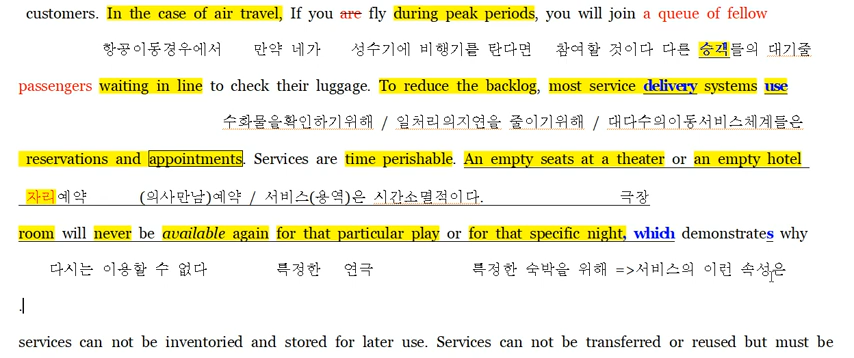 customers. In the case of air travel, If you are fly during peak periods, you will join a queue of fellow
항공이동경우에서 만약 네가 성수기에 비행기를 탄다면 참여할 것이다 다른 승객들의 대기줄
passengers waiting in line to check their luggage. To reduce the backlog, most service delivery systems use
수화물을확인하기위해 / 일처리의지연을 줄이기위해 / 대다수의이동서비스체계들은
reservations and appointments. Services are time perishable. An empty seats at a theater or an empty hotel
자리예약 (의사만남)예약 / 서비스(용역)은 시간소멸적이다. 극장
room will never be available again for that particular play or for that specific night, which demonstrates why
다시는 이용할 수 없다 특정한 연극 특정한 숙박을 위해 =>서비스의 이런 속성은
.
services can not be inventoried and stored for later use. Services can not be transferred or reused but must be